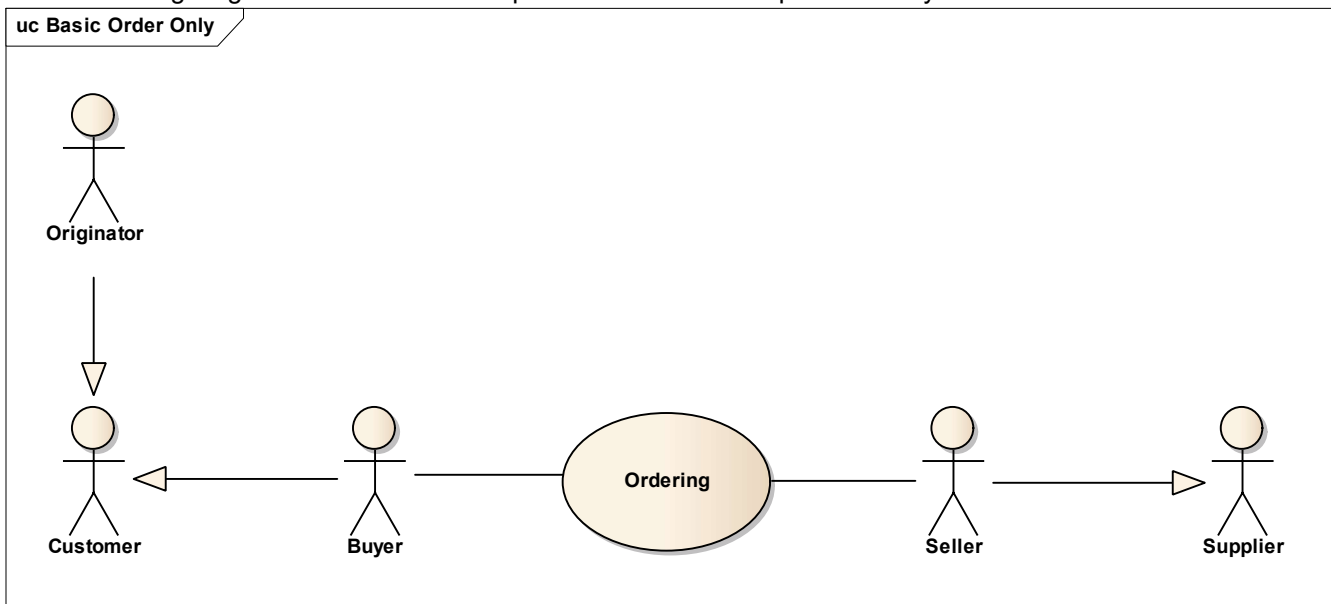 uc Basic Order Only
Originator
Customer
Buyer
Ordering
Seller
Supplier